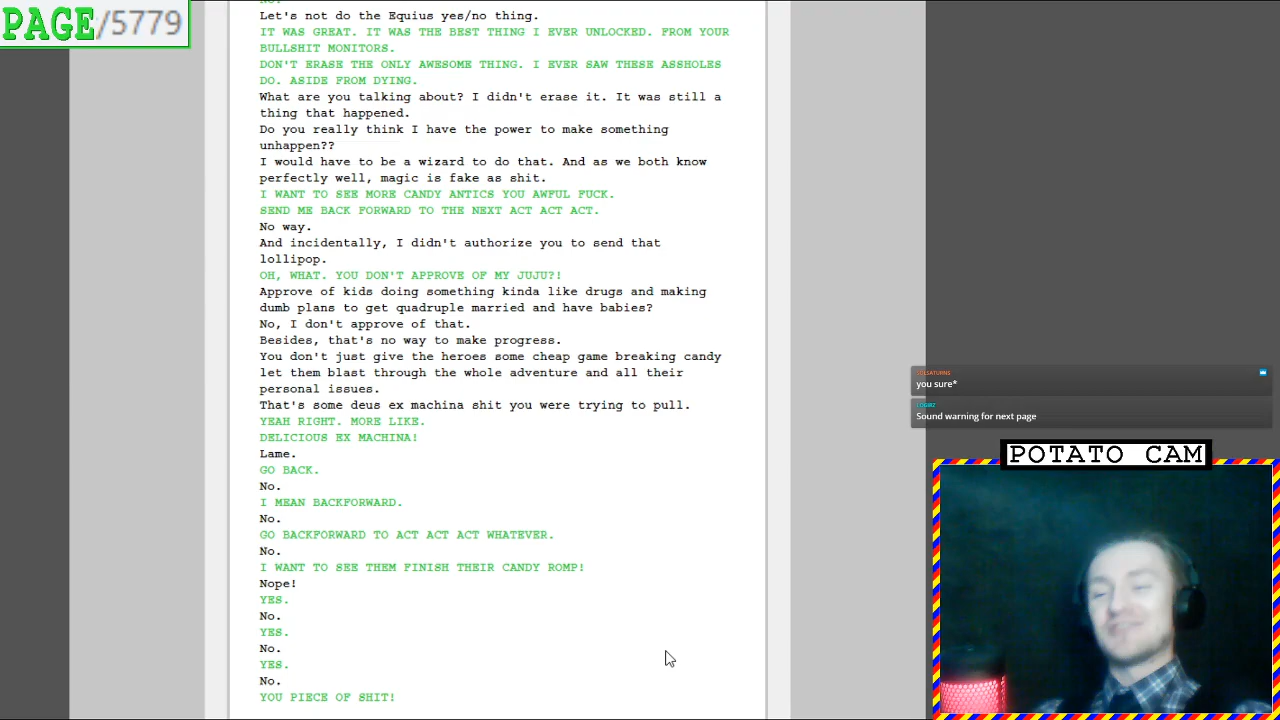 PAGE/5779
NO.
Let's not do the Equius yes/no thing.
IT WAS GREAT. IT WAS THE BEST THING I EVER UNLOCKED. FROM YOUR
BULLSHIT MONITORS.
DON'T ERASE THE ONLY AWESOME THING. I EVER SAW THESE ASSHOLES
DO. ASIDE FROM DYING.
What are you talking about? I didn't erase it. It was still a
thing that happened.
Do you really think I have the power to make something
unhappen??
I would have to be a wizard to do that. And as we both know
perfectly well, magic is fake as shit.
I WANT TO SEE MORE CANDY ANTICS YOU AWFUL FUCK.
SEND ME BACK FORWARD TO THE NEXT ACT ACT ACT.
No way.
And incidentally, I didn't authorize you to send that
lollipop.
OH, WHAT. YOU DON'T APPROVE OF MY JUJU?!
Approve of kids doing something kinda like drugs and making
dumb plans to get quadruple married and have babies?
No, I don't approve of that.
Besides, that's no way to make progress.
You don't just give the heroes some cheap game breaking candy
let them blast through the whole adventure and all their
personal issues.
That's some deus ex machina shit you were trying to pull.
YEAH RIGHT. MORE LIKE.
DELICIOUS EX MACHINA!
Lame.
GO BACK.
No.
I MEAN BACKFORWARD.
No.
GO BACKFORWARD TO ACT ACT ACT WHATEVER.
No.
I WANT TO SEE THEM FINISH THEIR CANDY ROMP!
Nope!
YES.
No.
YES.
No.
YES.
No.
YOU PIECE OF SHIT!
you sure*
Sound warning for next page
POTATO CAM